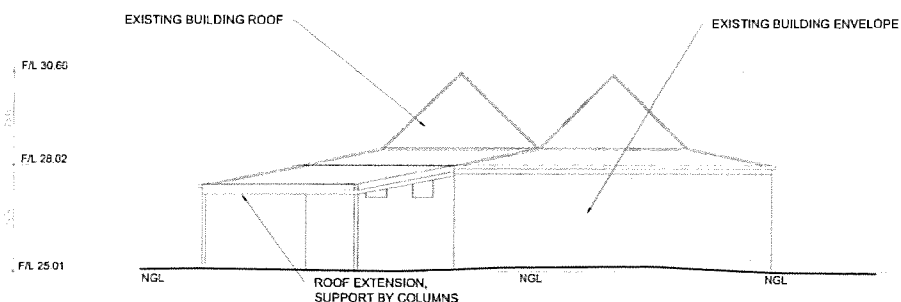 EXISTING BUILDING ROOF
EXISTING BUILDING ENVELOPE
F/L 30.66
F/L 28.02
F/L 25.01
NGL
NGL
NGL
ROOF EXTENSION,
SUPPORT BY COLUMNS